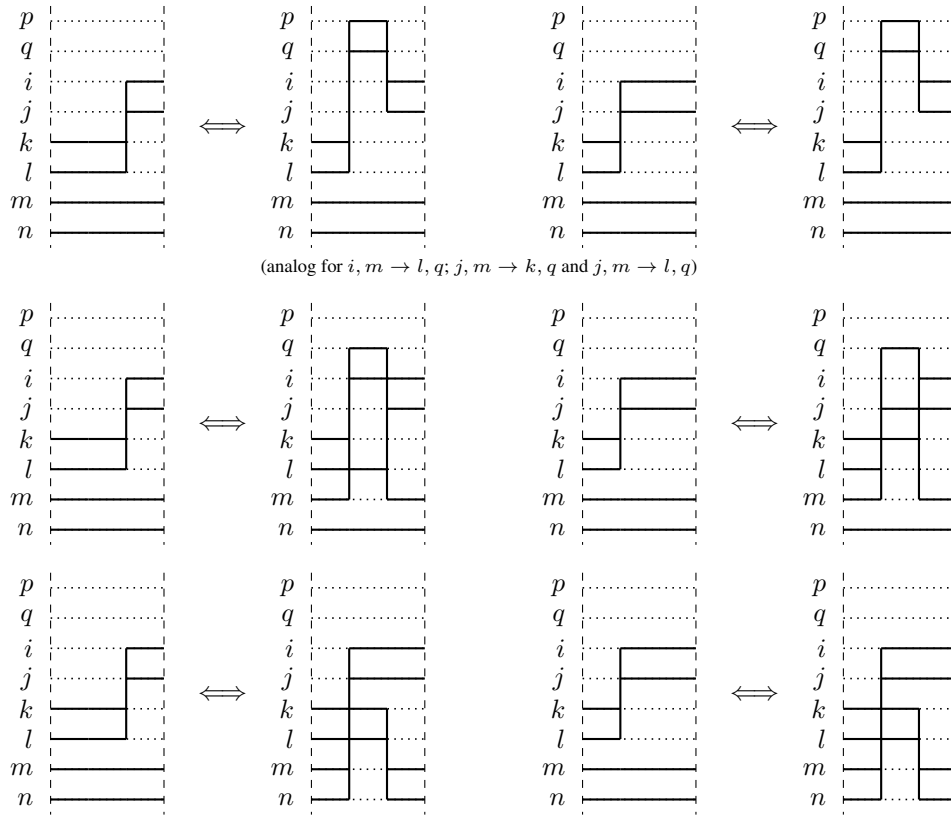 p p p p
q q q q
i i i i
j ⟺ j j ⟺ j
k k k k
l l l l
m m m m
n n n n
(analog for i, m → l, q; j, m → k, q and j, m → l, q)
p p p p
q q q q
i i i i
j ⟺ j j ⟺ j
k k k k
l l l l
m m m m
n n n n
p p p p
q q q q
i i i i
j ⟺ j j ⟺ j
k k k k
l l l l
m m m m
n n n n